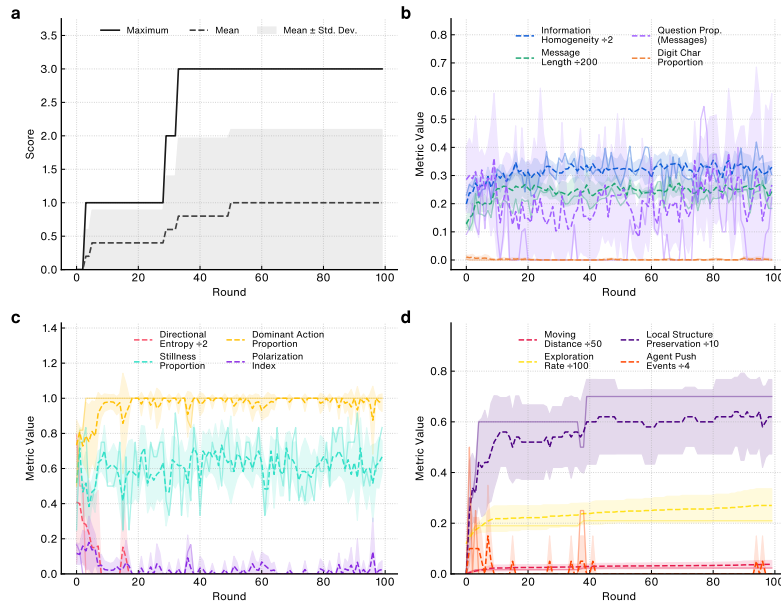 a
Maximum
Mean
Mean ± Std. Dev.
3.5
3.0
2.5
2.0
1.5
1.0
0.5
0.0
Score
0
20
40
60
80
100
Round
b
Information
Homogeneity ÷2
Message
Length ÷200
Question Prop.
(Messages)
Digit Char
Proportion
0.8
0.7
0.6
0.5
0.4
0.3
0.2
0.1
0.0
Metric Value
0
20
40
60
80
100
Round
c
Directional
Entropy ÷2
Stillness
Proportion
Dominant Action
Proportion
Polarization
Index
1.4
1.2
1.0
0.8
0.6
0.4
0.2
0.0
Metric Value
0
20
40
60
80
100
Round
d
Moving
Distance ÷50
Exploration
Rate ÷100
Local Structure
Preservation ÷10
Agent Push
Events ÷4
0.8
0.6
0.4
0.2
0.0
Metric Value
0
20
40
60
80
100
Round